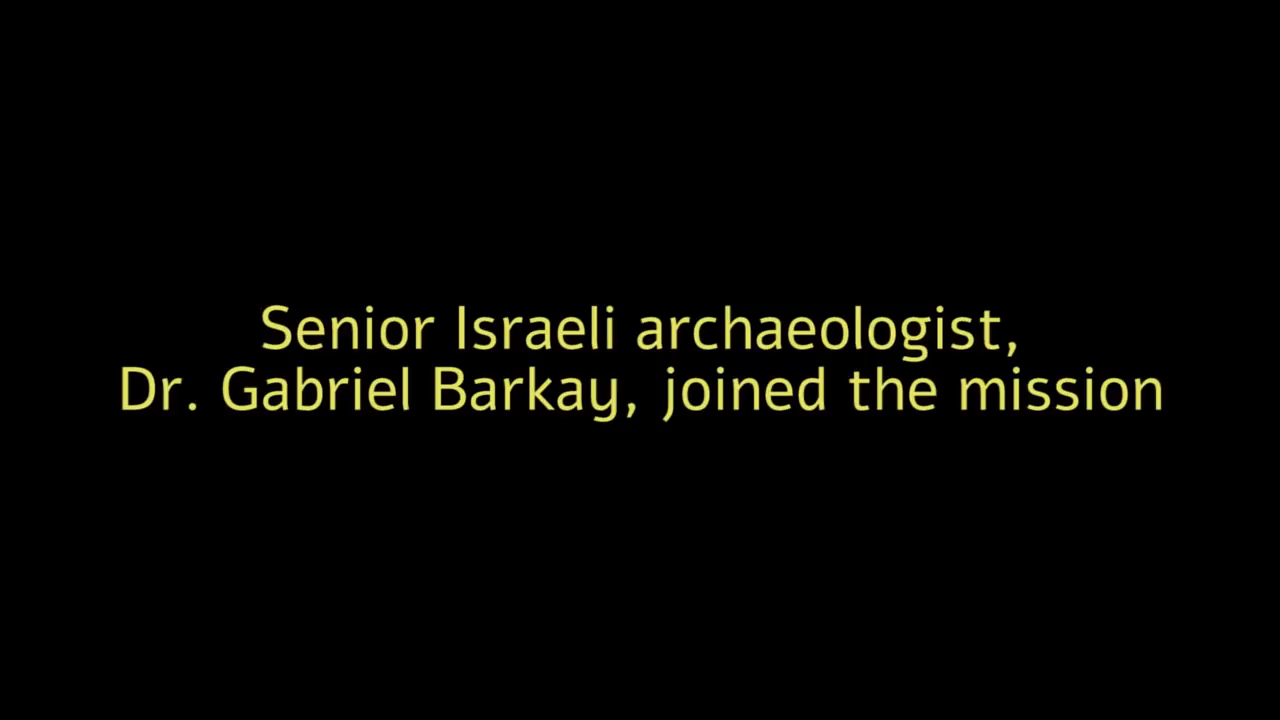 Senior Israeli archaeologist,
Dr. Gabriel Barkay, joined the mission